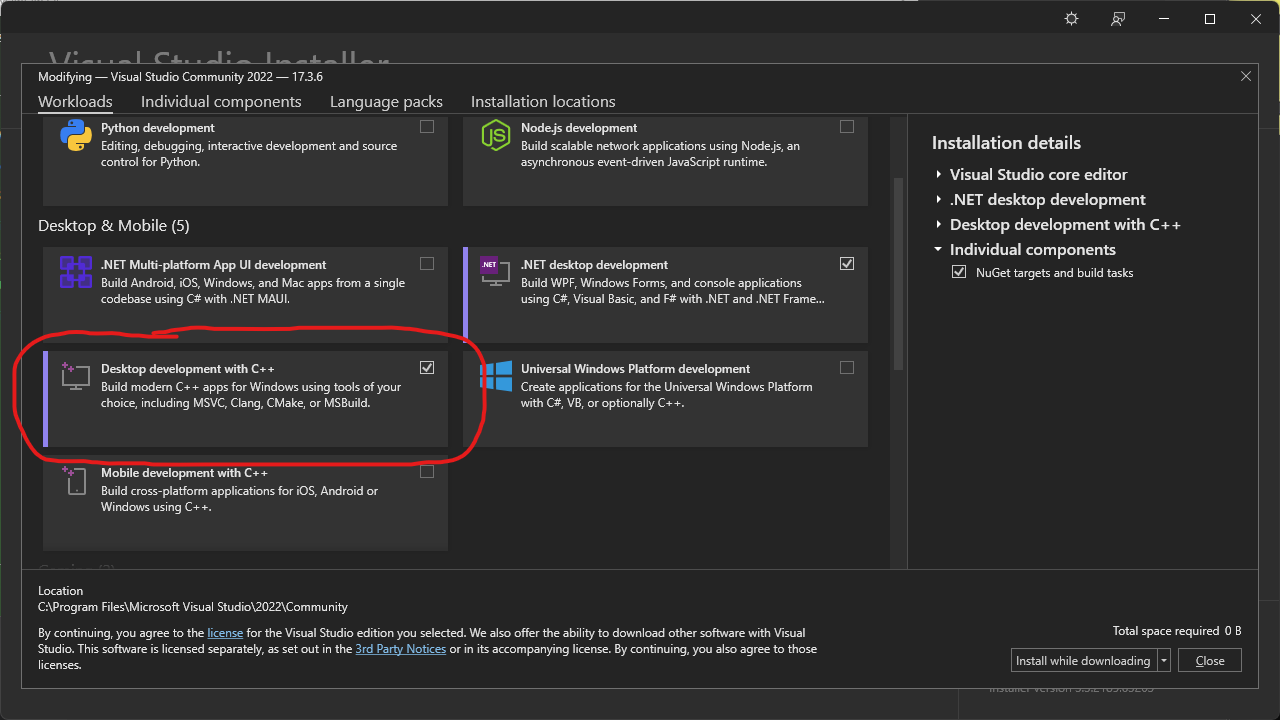 Visual Studio Installer
Modifying — Visual Studio Community 2022 — 17.3.6
Workloads
Individual components
Language packs
Installation locations
Python development
Editing, debugging, interactive development and source
control for Python.
JS
Node.js development
Build scalable network applications using Node.js, an
asynchronous event-driven JavaScript runtime.
Desktop & Mobile (5)
.NET Multi-platform App UI development
Build Android, iOS, Windows, and Mac apps from a single
codebase using C# with .NET MAUI.
.NET
.NET desktop development
Build WPF, Windows Forms, and console applications
using C#, Visual Basic, and F# with .NET and .NET Frame...
Desktop development with C++
Build modern C++ apps for Windows using tools of your
choice, including MSVC, Clang, CMake, or MSBuild.
Universal Windows Platform development
Create applications for the Universal Windows Platform
with C#, VB, or optionally C++.
Mobile development with C++
Build cross-platform applications for iOS, Android or
Windows using C++.
Installation details
Visual Studio core editor
.NET desktop development
Desktop development with C++
Individual components
NuGet targets and build tasks
Location
C:\Program Files\Microsoft Visual Studio\2022\Community
By continuing, you agree to the license for the Visual Studio edition you selected. We also offer the ability to download other software with Visual
Studio. This software is licensed separately, as set out in the 3rd Party Notices or in its accompanying license. By continuing, you also agree to those
licenses.
Total space required 0 B
Install while downloading
Close